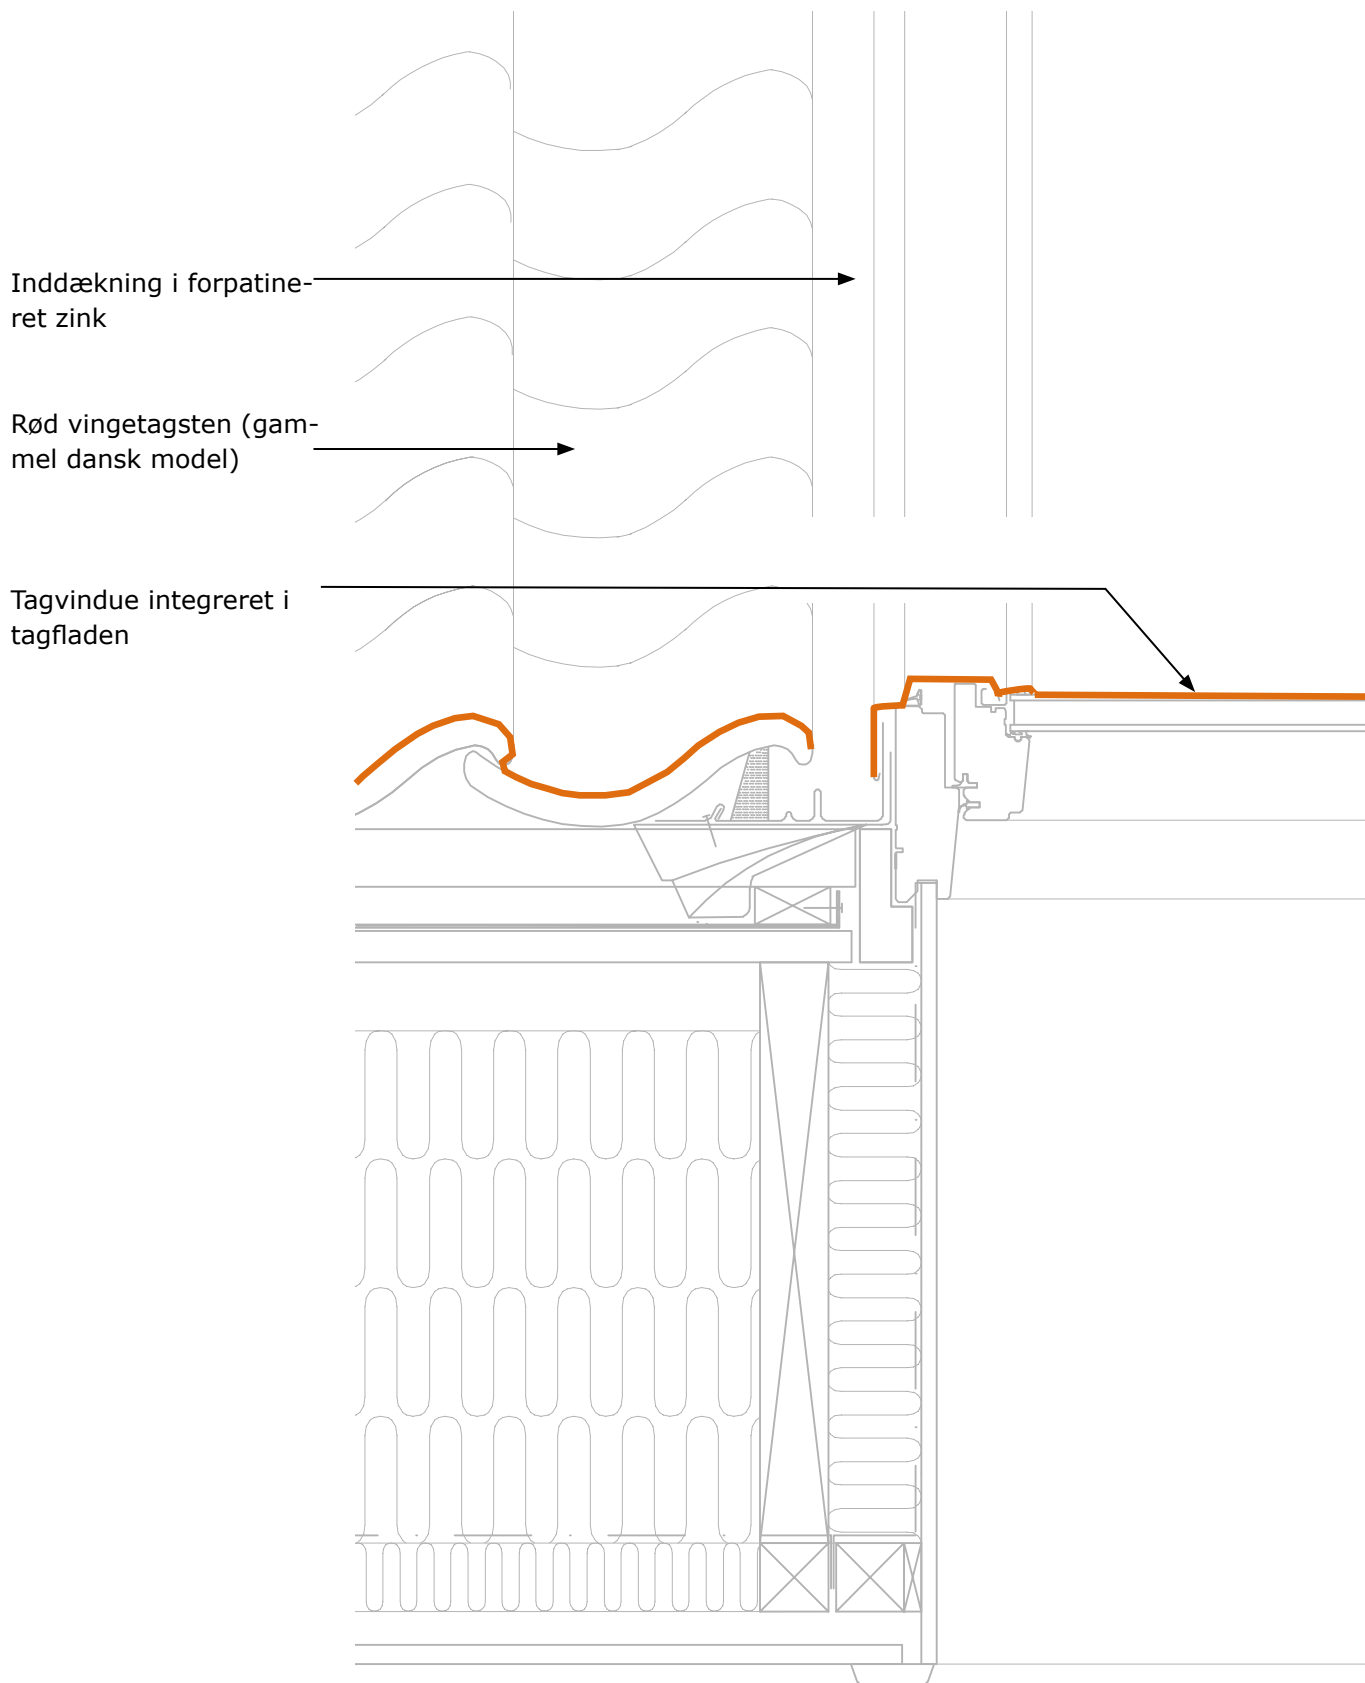 Inddækning i forpatine-
ret zink
Rød vingetagsten (gam-
mel dansk model)
Tagvindue integreret i
tagfladen